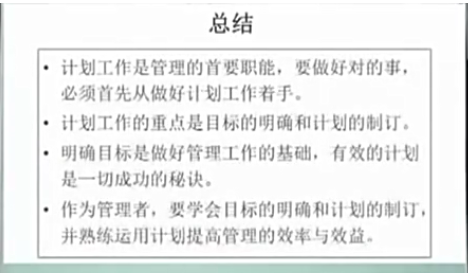 总结
• 计划工作是管理的首要职能，要做好对的事，
必须首先从做好计划工作着手。
• 计划工作的重点是目标的明确和计划的制订。
• 明确目标是做好管理工作的基础，有效的计划
是一切成功的秘诀。
• 作为管理者，要学会目标的明确和计划的制订，
并熟练运用计划提高管理的效率与效益。